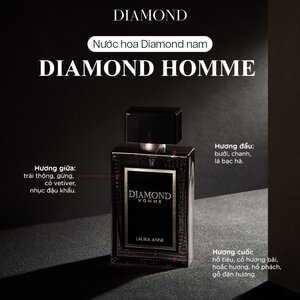 DIAMOND
Nước hoa Diamond nam
DIAMOND HOMME
Hương đầu:
bưởi, chanh,
lá bạc hà.
Hương giữa:
trái thông, gừng,
cỏ vetiver,
nhục đậu khấu.
DIAMOND
HOMME
LAURA ANNI
Hương cuối:
hổ tiêu, cỏ hương bài,
hoắc hương, hổ phách,
gỗ đàn hương.